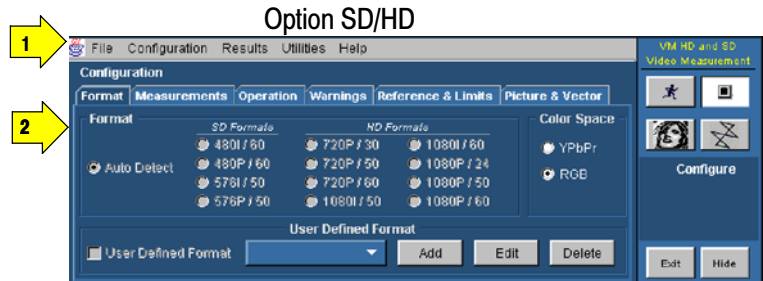 Option SD/HD
1
File Configuration Results Utilities Help
VM HD and SD
Video Measurement
Configuration
Format Measurements Operation Warnings Reference & Limits Picture & Vector
2
Format
Color Space
SD Formats HD Formats
480I / 60 720P / 30 1080I / 60
YPbPr
Auto Detect
480P / 60 720P / 50 1080P / 24
576I / 50 720P / 60 1080P / 50
RGB
576P / 50 1080I / 50 1080P / 60
Configure
User Defined Format
User Defined Format Add Edit Delete
Exit Hide